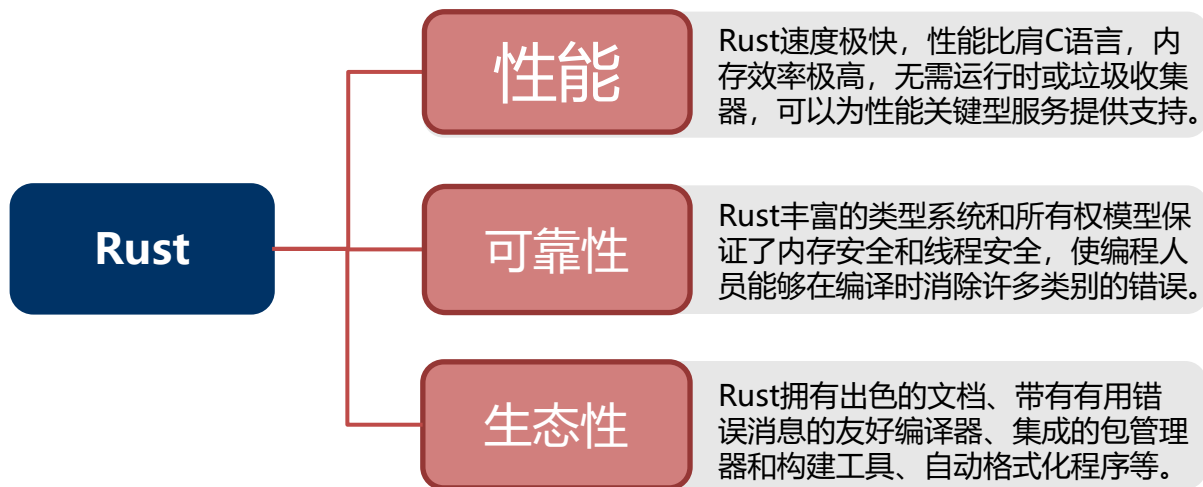 Rust
性能
Rust速度极快，性能比肩C语言，内
存效率极高，无需运行时或垃圾收集
器，可以为性能关键型服务提供支持。
可靠性
Rust丰富的类型系统和所有权模型保
证了内存安全和线程安全，使编程人
员能够在编译时消除许多类别的错误。
生态性
Rust拥有出色的文档、带有有用错
误消息的友好编译器、集成的包管理
器和构建工具、自动格式化程序等。